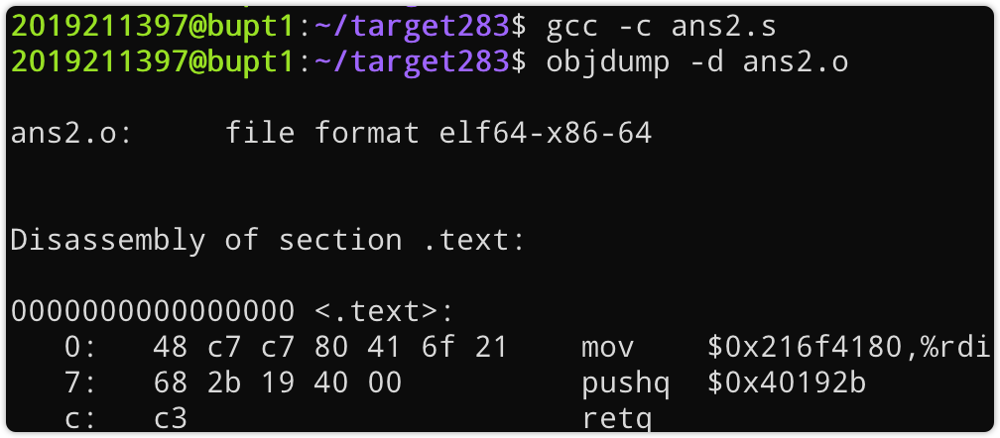 2019211397@bupt1:~/target283$ gcc -c ans2.s
2019211397@bupt1:~/target283$ objdump -d ans2.o
ans2.o:     file format elf64-x86-64
Disassembly of section .text:
0000000000000000 <.text>:
   0:   48 c7 c7 80 41 6f 21    mov    $0x216f4180,%rdi
   7:   68 2b 19 40 00          pushq  $0x40192b
   c:   c3                      retq